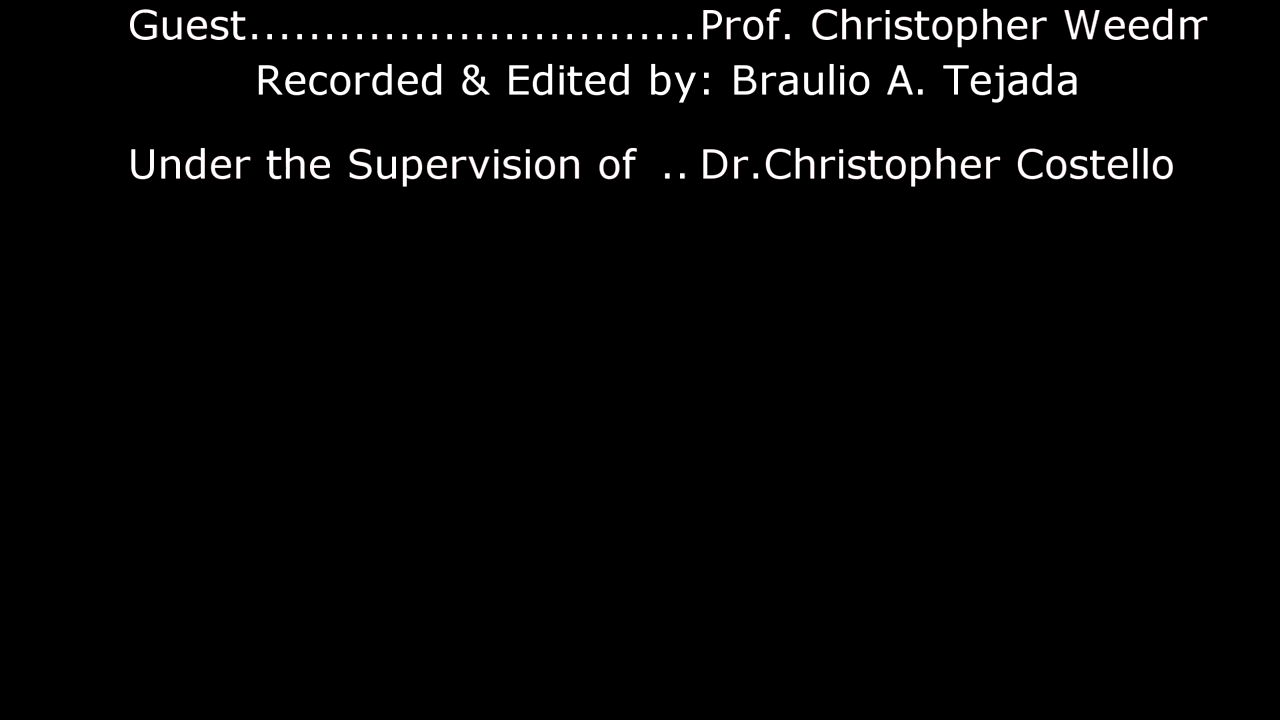 Guest..............................Prof. Christopher Weedm
Recorded & Edited by: Braulio A. Tejada
Under the Supervision of .. Dr.Christopher Costello